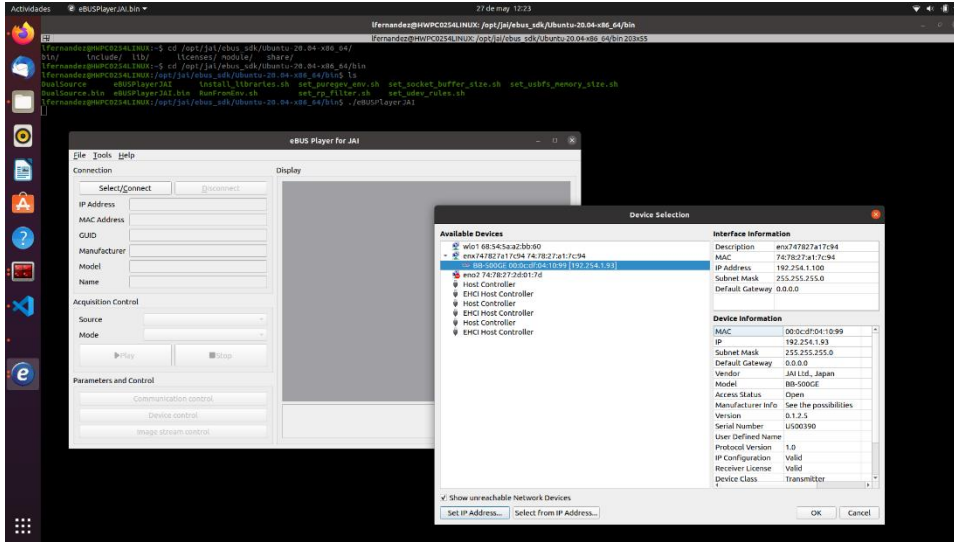 Actividades eBUSPlayerJAI.bin 27 de may 12:23
lfernandez@HWPC0254LINUX: /opt/jai/ebus_sdk/Ubuntu-20.04-x86_64/bin
lfernandez@HWPC0254LINUX: /opt/jai/ebus_sdk/Ubuntu-20.04-x86_64/bin 203x55
lfernandez@HWPC0254LINUX:~$ cd /opt/jai/ebus_sdk/Ubuntu-20.04-x86_64/
bin/ include/ lib/ licenses/ module/ share/
lfernandez@HWPC0254LINUX:~$ cd /opt/jai/ebus_sdk/Ubuntu-20.04-x86_64/bin
lfernandez@HWPC0254LINUX:/opt/jai/ebus_sdk/Ubuntu-20.04-x86_64/bin$ ls
DualSource eBUSPlayerJAI install_libraries.sh set_puregev_env.sh set_socket_buffer_size.sh set_usbfs_memory_size.sh
DualSource.bin eBUSPlayerJAI.bin RunFromEnv.sh set_rp_filter.sh set_udev_rules.sh
lfernandez@HWPC0254LINUX:/opt/jai/ebus_sdk/Ubuntu-20.04-x86_64/bin$ ./eBUSPlayerJAI
eBUS Player for JAI
File Tools Help
Connection
Select/Connect Disconnect
IP Address
MAC Address
GUID
Manufacturer
Model
Name
Acquisition Control
Source
Mode
Play Stop
Parameters and Control
Communication control
Device control
Image stream control
Display
Device Selection
Available Devices
wlo1 68:54:5a:a2:bb:60
enx747827a17c94 74:78:27:a1:7c:94
BB-500GE 00:0c:df:04:10:99 [192.254.1.93]
eno2 74:78:27:2d:01:7d
Host Controller
EHCI Host Controller
Host Controller
EHCI Host Controller
Host Controller
EHCI Host Controller
Interface Information
Description enx747827a17c94
MAC 74:78:27:a1:7c:94
IP Address 192.254.1.100
Subnet Mask 255.255.255.0
Default Gateway 0.0.0.0
Device Information
MAC 00:0c:df:04:10:99
IP 192.254.1.93
Subnet Mask 255.255.255.0
Default Gateway 0.0.0.0
Vendor JAI Ltd., Japan
Model BB-500GE
Access Status Open
Manufacturer Info See the possibilities
Version 0.1.2.5
Serial Number U500390
User Defined Name
Protocol Version 1.0
IP Configuration Valid
Receiver License Valid
Device Class Transmitter
Show unreachable Network Devices
Set IP Address... Select from IP Address...
OK Cancel